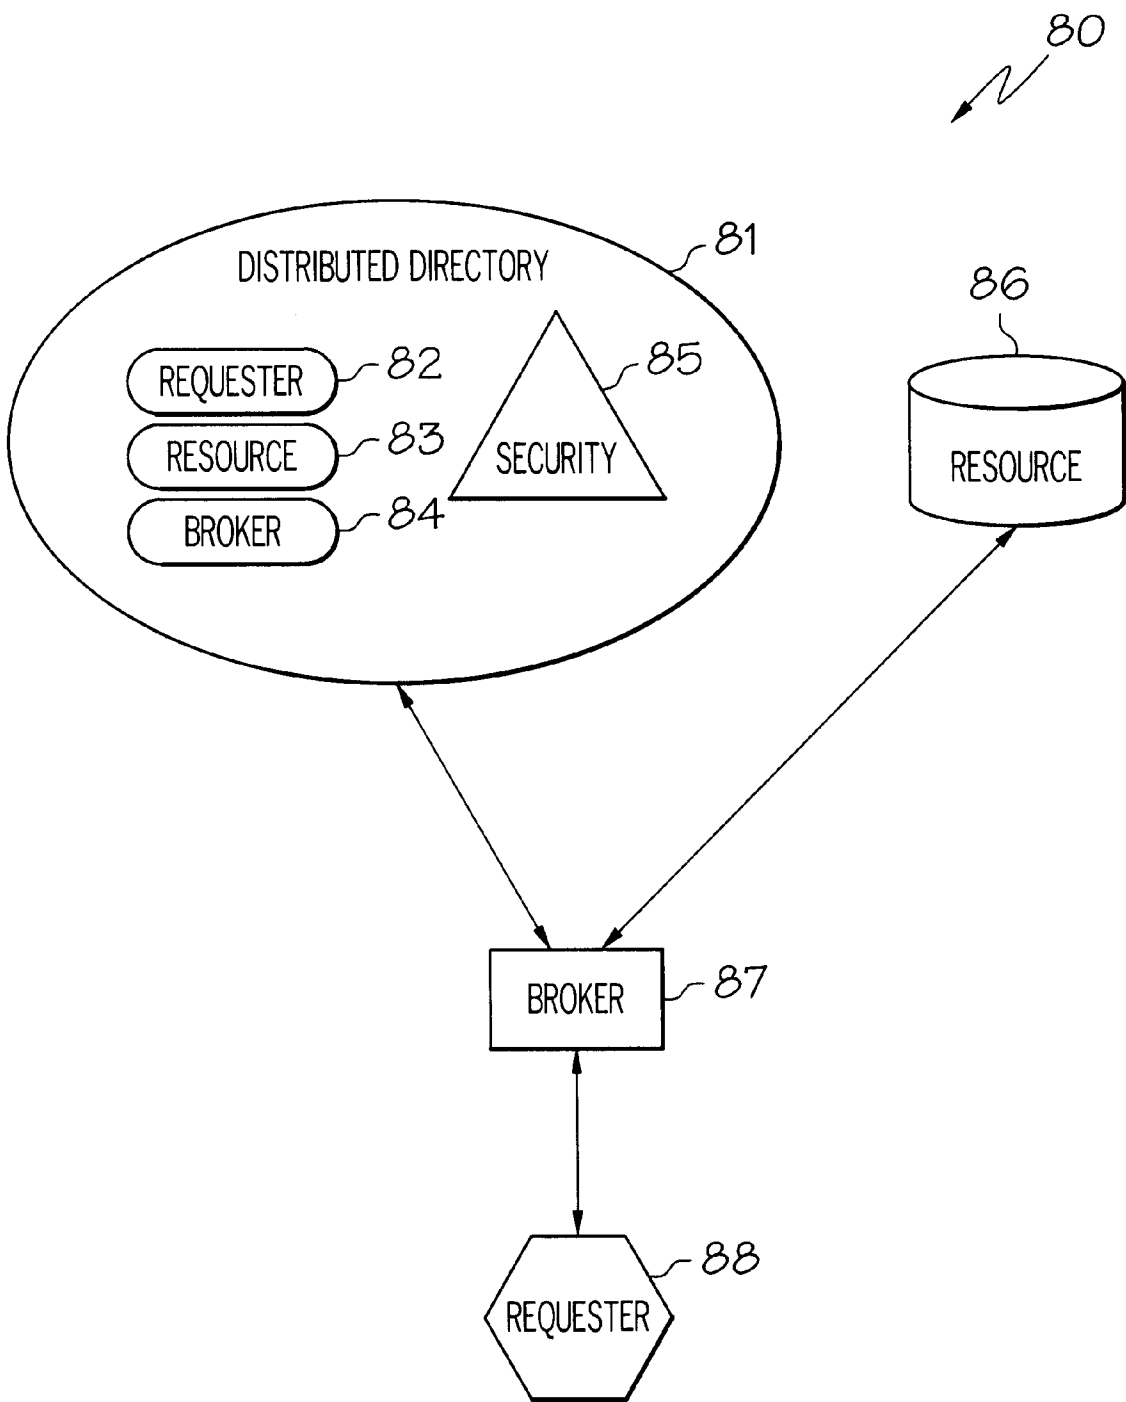 80
81
DISTRIBUTED DIRECTORY
86
82
85
REQUESTER
83
RESOURCE
SECURITY
RESOURCE
84
BROKER
87
BROKER
88
REQUESTER